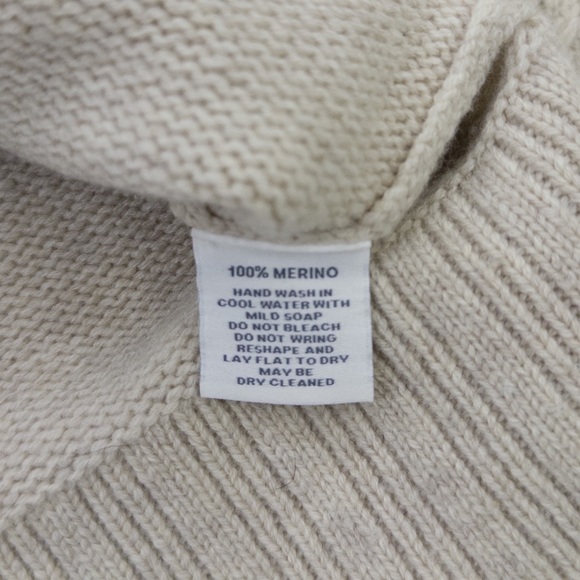 100% MERINO
HAND WASH IN
COOL WATER WITH
MILD SOAP
DO NOT BLEACH
DO NOT WRING
RESHAPE AND
LAY FLAT TO DRY
MAY BE
DRY CLEANED